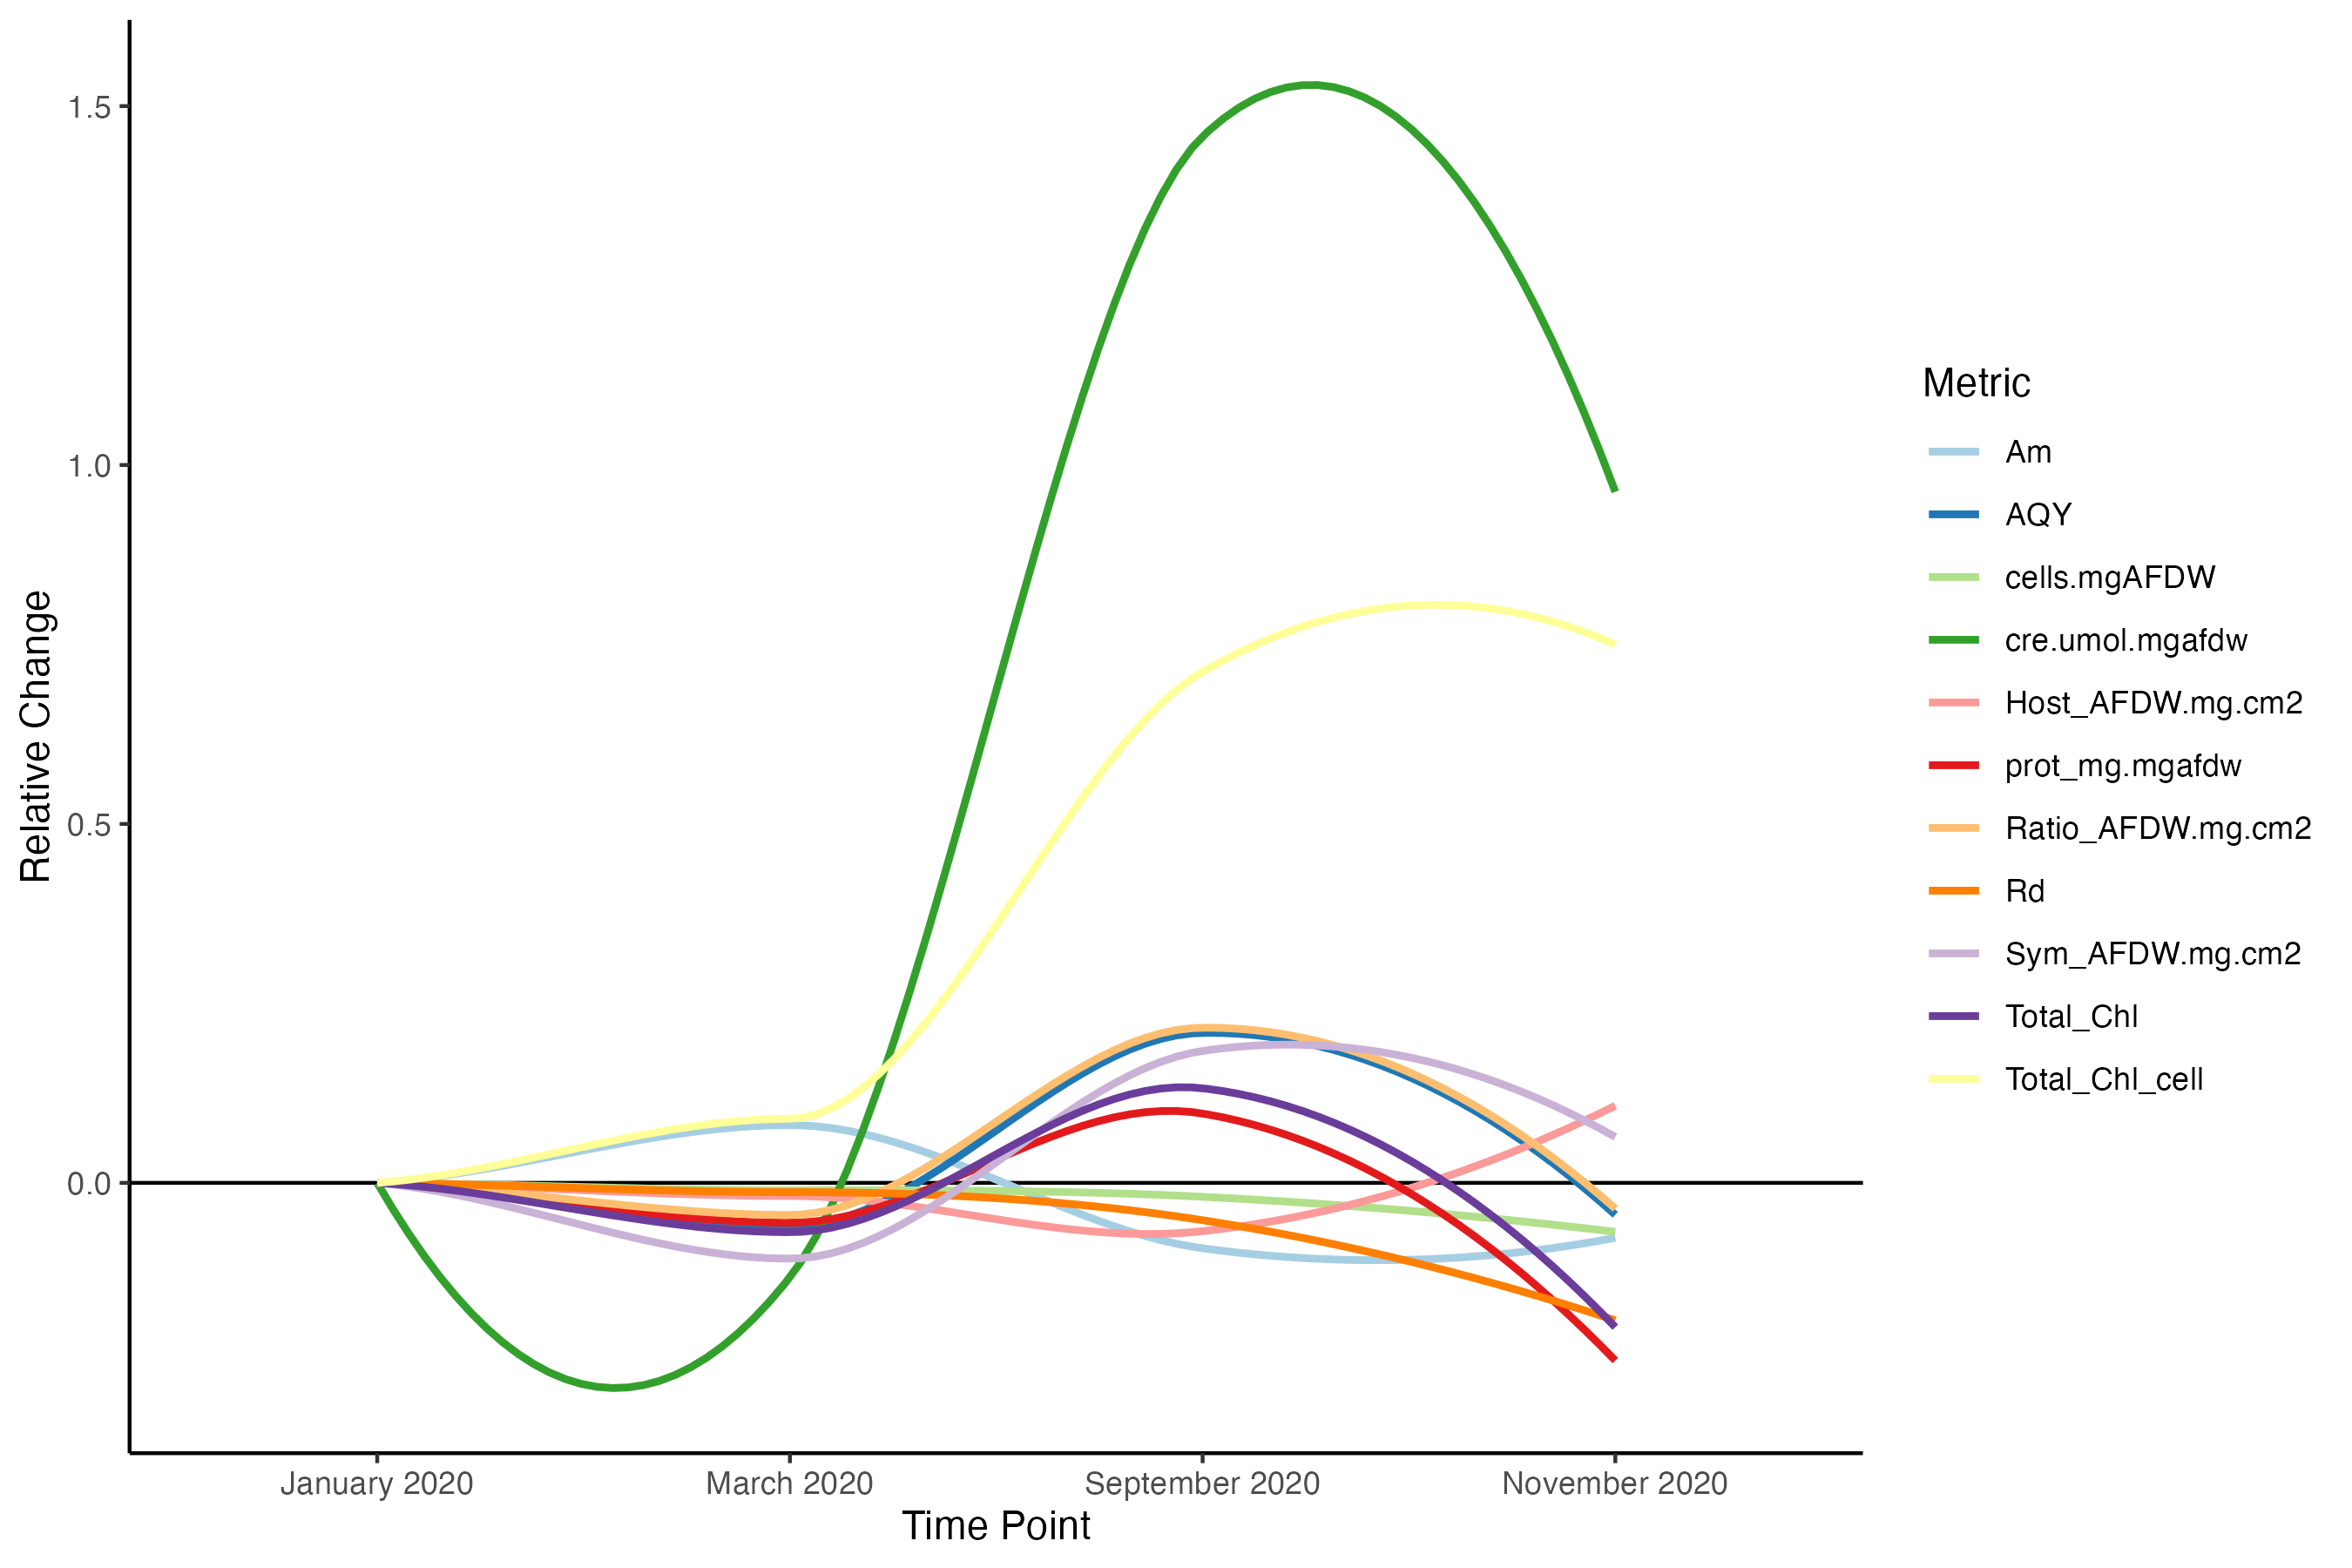 1.5
1.0
0.5
0.0
Relative Change
January 2020
March 2020
September 2020
November 2020
Time Point
Metric
Am
AQY
cells.mgAFDW
cre.umol.mgafdw
Host_AFDW.mg.cm2
prot_mg.mgafdw
Ratio_AFDW.mg.cm2
Rd
Sym_AFDW.mg.cm2
Total_Chl
Total_Chl_cell